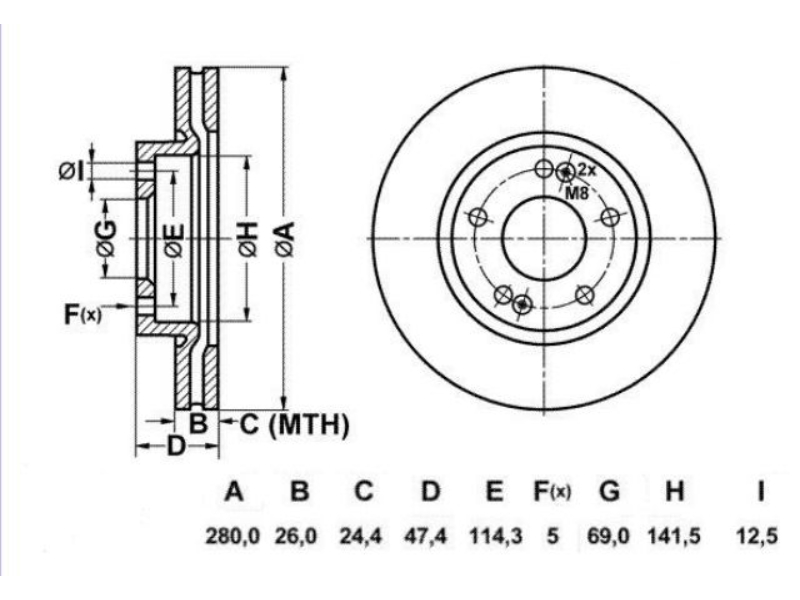 2x
M8
ØI
ØG
ØE
ØH
ØA
F(x)
B C (MTH)
D
A B C D E F(x) G H I
280,0 26,0 24,4 47,4 114,3 5 69,0 141,5 12,5